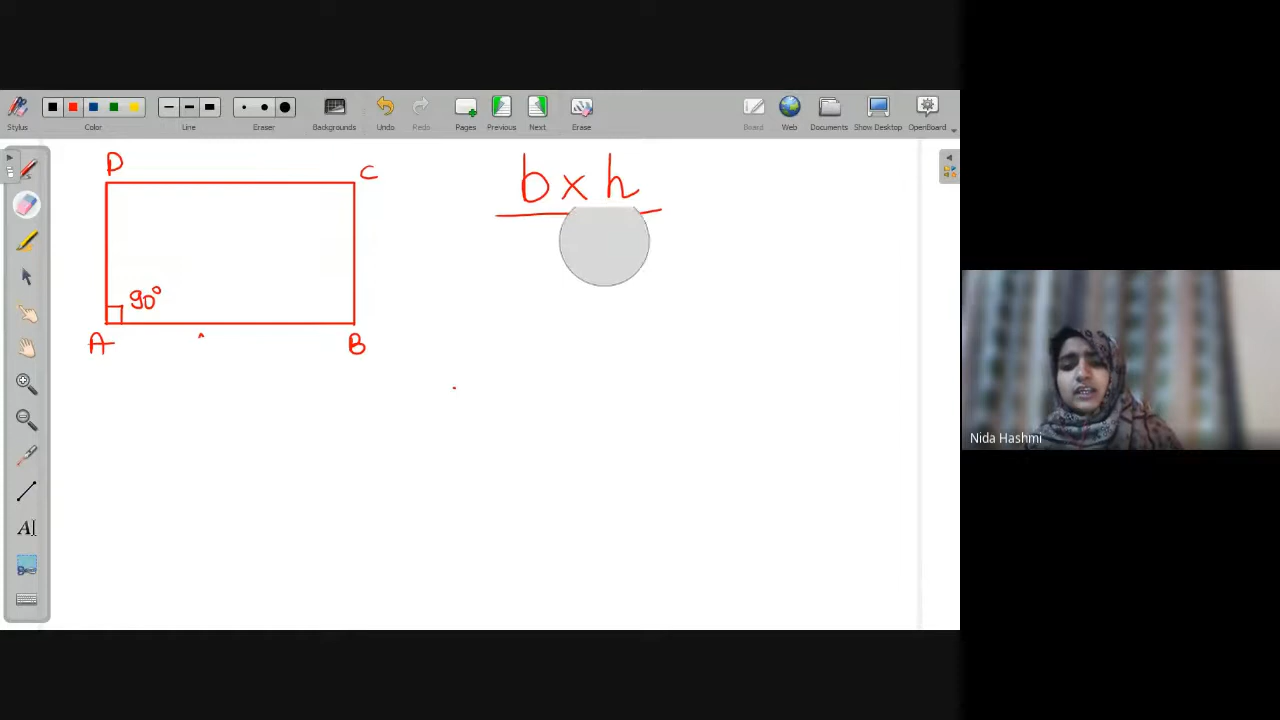 Stylus
Color
Line
Eraser
Backgrounds
Undo
Redo
Pages
Previous
Next
Erase
Board
Web
Documents
Show Desktop
OpenBoard
D
C
b x h
90°
A
B
A
Nida Hashmi